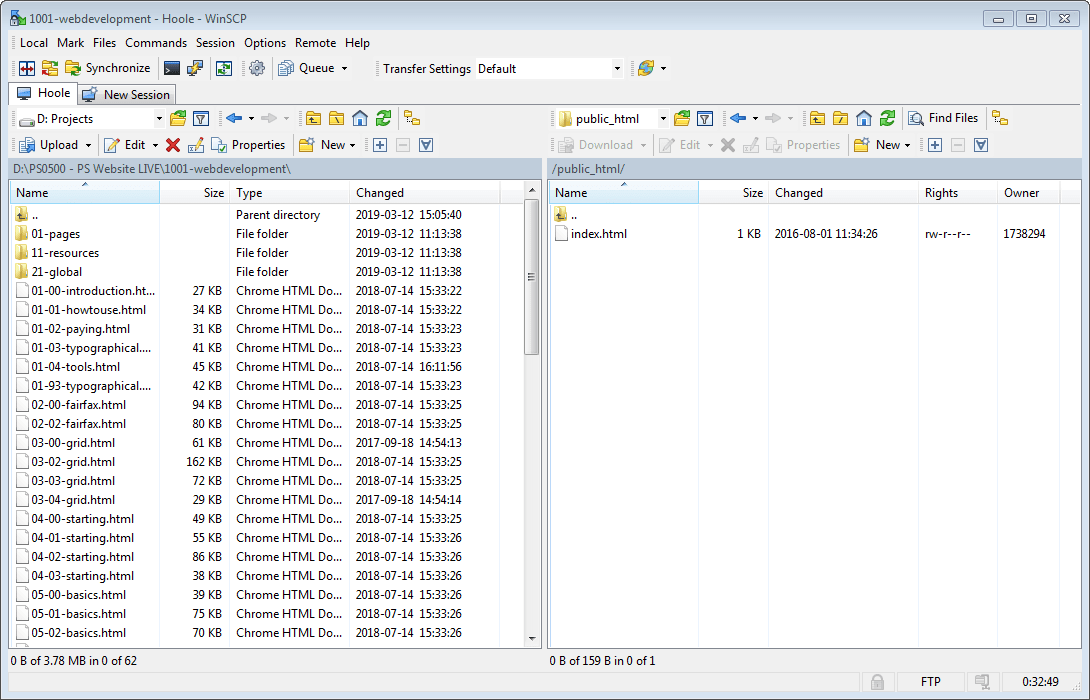 1001-webdevelopment - Hoole - WinSCP
Local Mark Files Commands Session Options Remote Help
Synchronize Queue Transfer Settings Default
Hoole New Session
D: Projects public_html Find Files
Upload Edit Properties New Download Edit Properties New
D:\PS0500 - PS Website LIVE\1001-webdevelopment\ /public_html/
Name Size Type Changed Name Size Changed Rights Owner
.. Parent directory 2019-03-12 15:05:40 ..
01-pages File folder 2019-03-12 11:13:38 index.html 1 KB 2016-08-01 11:34:26 rw-r--r-- 1738294
11-resources File folder 2019-03-12 11:13:38
21-global File folder 2019-03-12 11:13:38
01-00-introduction.ht... 27 KB Chrome HTML Do... 2018-07-14 15:33:22
01-01-howtouse.html 34 KB Chrome HTML Do... 2018-07-14 15:33:22
01-02-paying.html 31 KB Chrome HTML Do... 2018-07-14 15:33:23
01-03-typographical.... 41 KB Chrome HTML Do... 2018-07-14 15:33:23
01-04-tools.html 45 KB Chrome HTML Do... 2018-07-14 16:11:56
01-93-typographical.... 42 KB Chrome HTML Do... 2018-07-14 15:33:23
02-00-fairfax.html 94 KB Chrome HTML Do... 2018-07-14 15:33:25
02-02-fairfax.html 80 KB Chrome HTML Do... 2018-07-14 15:33:25
03-00-grid.html 61 KB Chrome HTML Do... 2017-09-18 14:54:13
03-02-grid.html 162 KB Chrome HTML Do... 2018-07-14 15:33:25
03-03-grid.html 72 KB Chrome HTML Do... 2018-07-14 15:33:25
03-04-grid.html 29 KB Chrome HTML Do... 2017-09-18 14:54:14
04-00-starting.html 49 KB Chrome HTML Do... 2018-07-14 15:33:25
04-01-starting.html 55 KB Chrome HTML Do... 2018-07-14 15:33:26
04-02-starting.html 86 KB Chrome HTML Do... 2018-07-14 15:33:26
04-03-starting.html 38 KB Chrome HTML Do... 2018-07-14 15:33:26
05-00-basics.html 39 KB Chrome HTML Do... 2018-07-14 15:33:26
05-01-basics.html 75 KB Chrome HTML Do... 2018-07-14 15:33:26
05-02-basics.html 70 KB Chrome HTML Do... 2018-07-14 15:33:26
0 B of 3.78 MB in 0 of 62 0 B of 159 B in 0 of 1
FTP 0:32:49